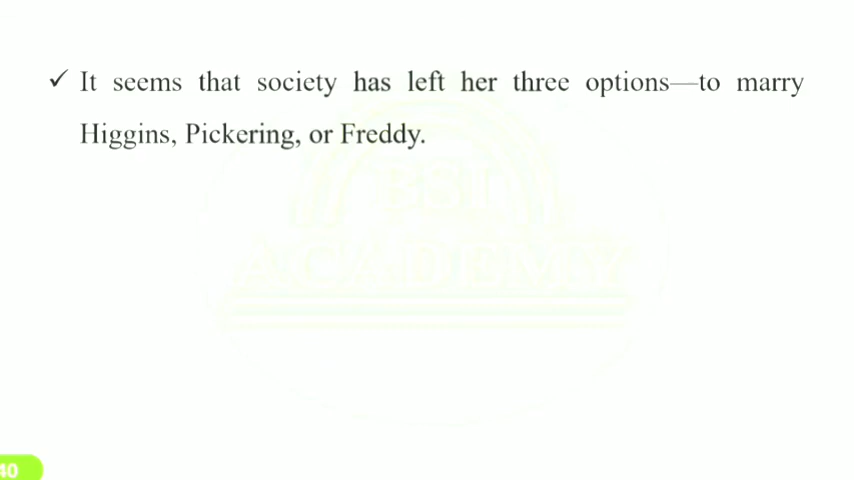 ✓ It seems that society has left her three options—to marry
Higgins, Pickering, or Freddy.
40